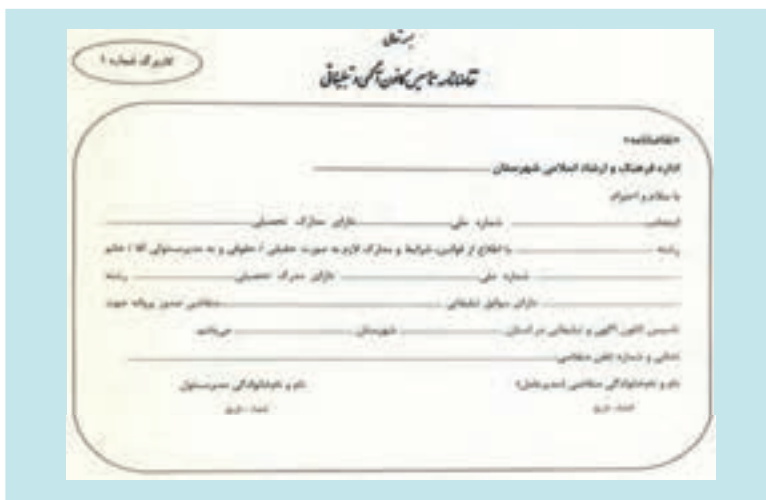 بسمه تعالی
کاربرگ شماره ۱
تقاضانامه تأسیس کانون آگهی و تبلیغاتی
«تقاضانامه»
اداره فرهنگ و ارشاد اسلامی شهرستان
با سلام و احترام
اینجانب شماره ملی دارای مدارک تحصیلی
رشته با اطلاع از قوانین، شرایط و مدارک لازم به صورت حقیقی / حقوقی و به مدیرمسئولی آقا / خانم
شماره ملی دارای مدرک تحصیلی رشته
دارای سوابق تبلیغاتی متقاضی صدور پروانه جهت
تاسیس کانون آگهی و تبلیغاتی در استان شهرستان می‌باشم
نشانی و شماره تلفن متقاضی
نام و نام‌خانوادگی متقاضی (مدیرعامل) نام و نام‌خانوادگی مدیرمسئول
امضاء - تاریخ امضاء - تاریخ